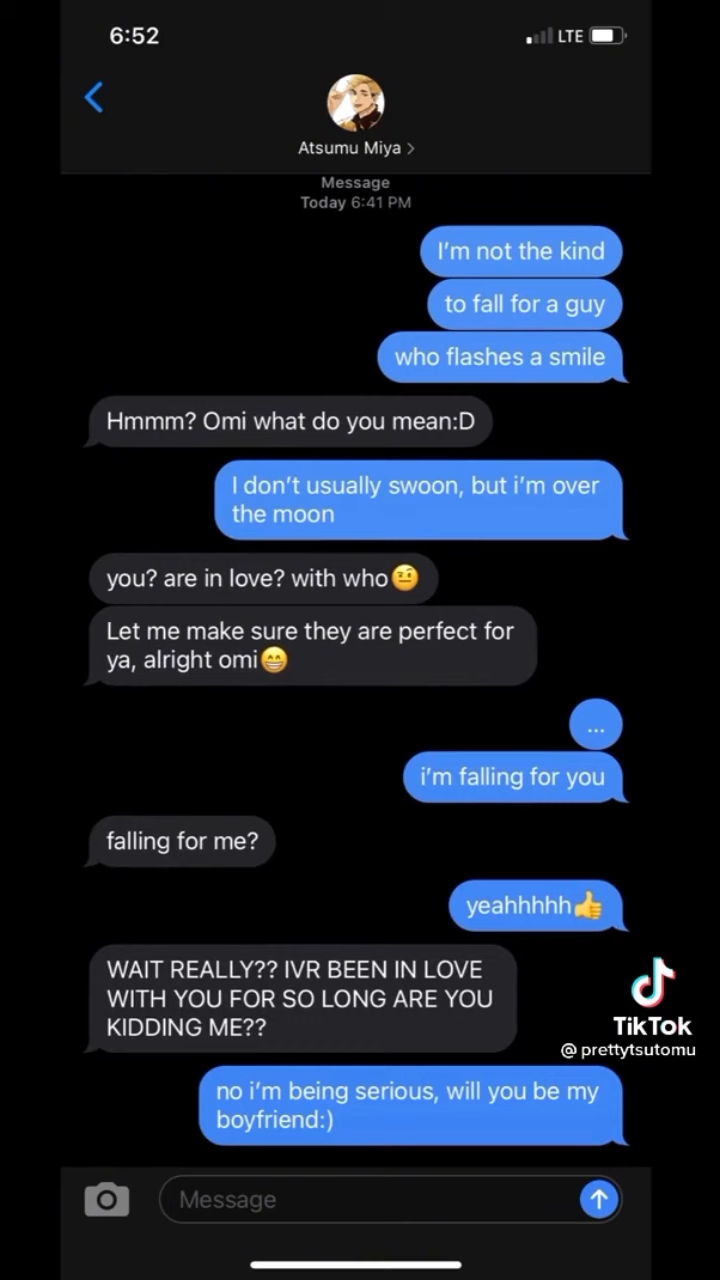 6:52
LTE
Atsumu Miya >
Message
Today 6:41 PM
I'm not the kind
to fall for a guy
who flashes a smile
Hmmm? Omi what do you mean:D
I don't usually swoon, but i'm over
the moon
you? are in love? with who🤨
Let me make sure they are perfect for
ya, alright omi😁
...
i'm falling for you
falling for me?
yeahhhhh👍
WAIT REALLY?? IVR BEEN IN LOVE
WITH YOU FOR SO LONG ARE YOU
KIDDING ME??
TikTok
@prettytsutomu
no i'm being serious, will you be my
boyfriend:)
Message